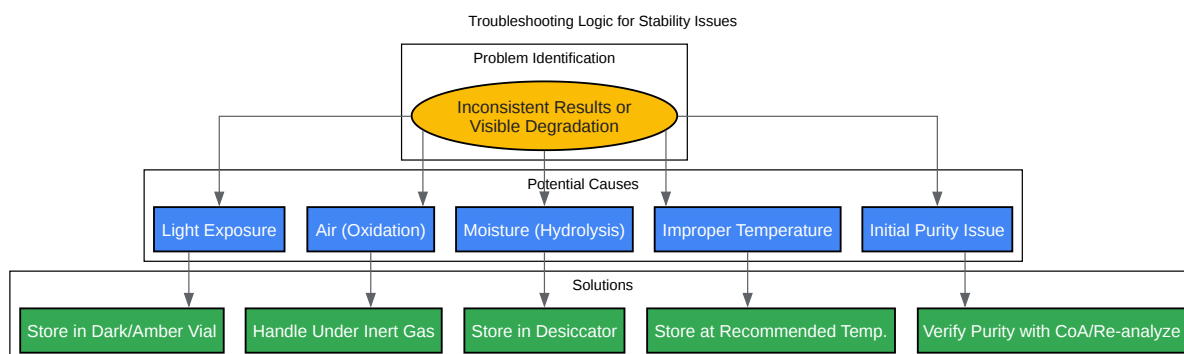 Troubleshooting Logic for Stability Issues
Problem Identification
Inconsistent Results or
Visible Degradation
Potential Causes
Light Exposure
Air (Oxidation)
Moisture (Hydrolysis)
Improper Temperature
Initial Purity Issue
Solutions
Store in Dark/Amber Vial
Handle Under Inert Gas
Store in Desiccator
Store at Recommended Temp.
Verify Purity with CoA/Re-analyze